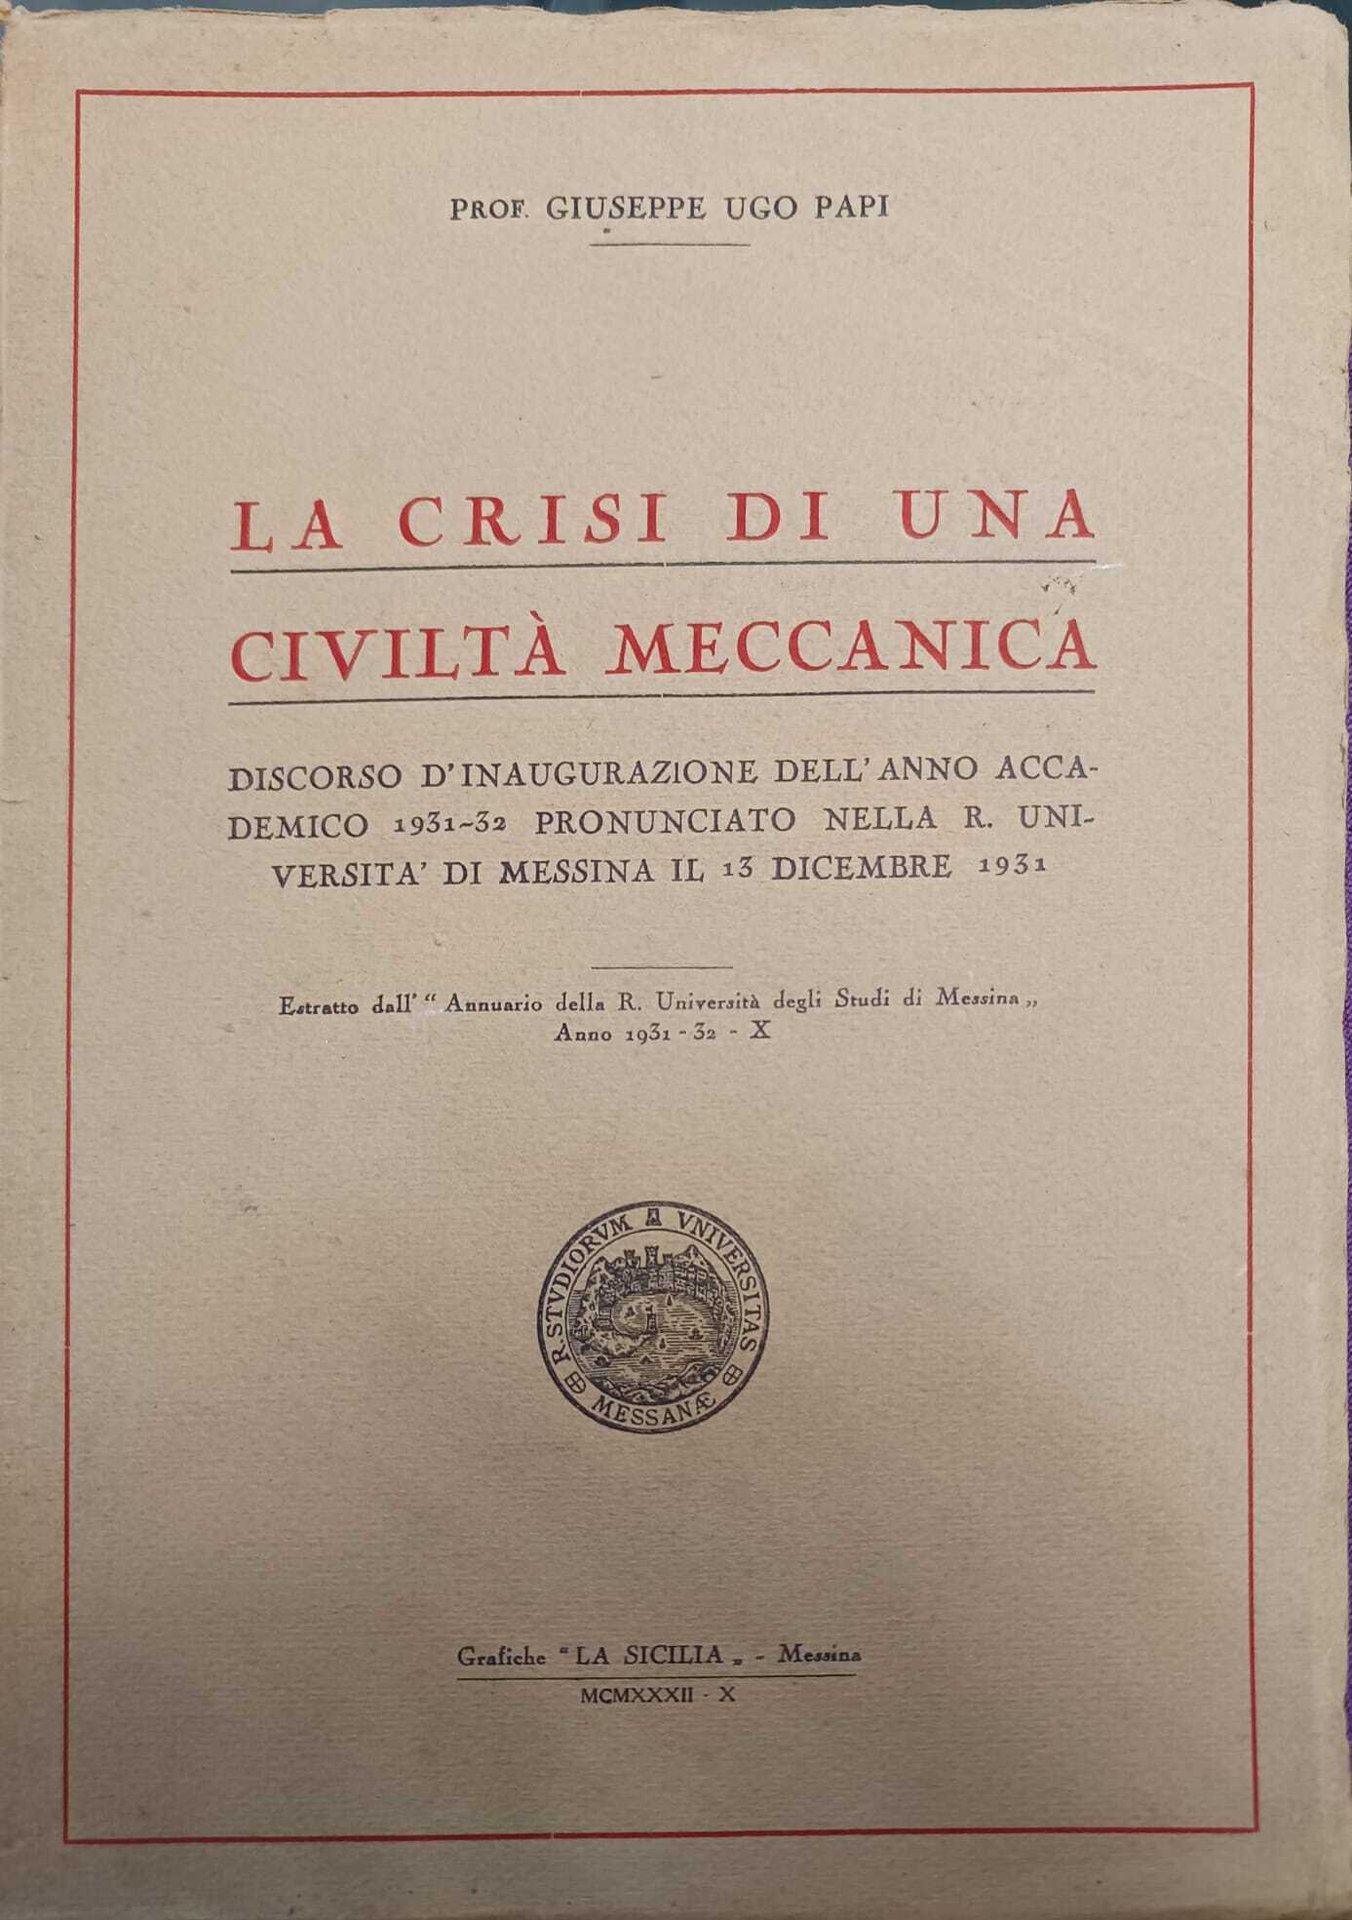 PROF. GIUSEPPE UGO PAPI
LA CRISI DI UNA
CIVILTÀ MECCANICA
DISCORSO D'INAUGURAZIONE DELL'ANNO ACCA-
DEMICO 1931-32 PRONUNCIATO NELLA R. UNI-
VERSITA' DI MESSINA IL 13 DICEMBRE 1931
Estratto dall' “ Annuario della R. Università degli Studi di Messina „
Anno 1931 - 32 - X
R. STVDIORVM VNIVERSITAS
MESSANÆ
Grafiche “ LA SICILIA „ - Messina
MCMXXXII - X